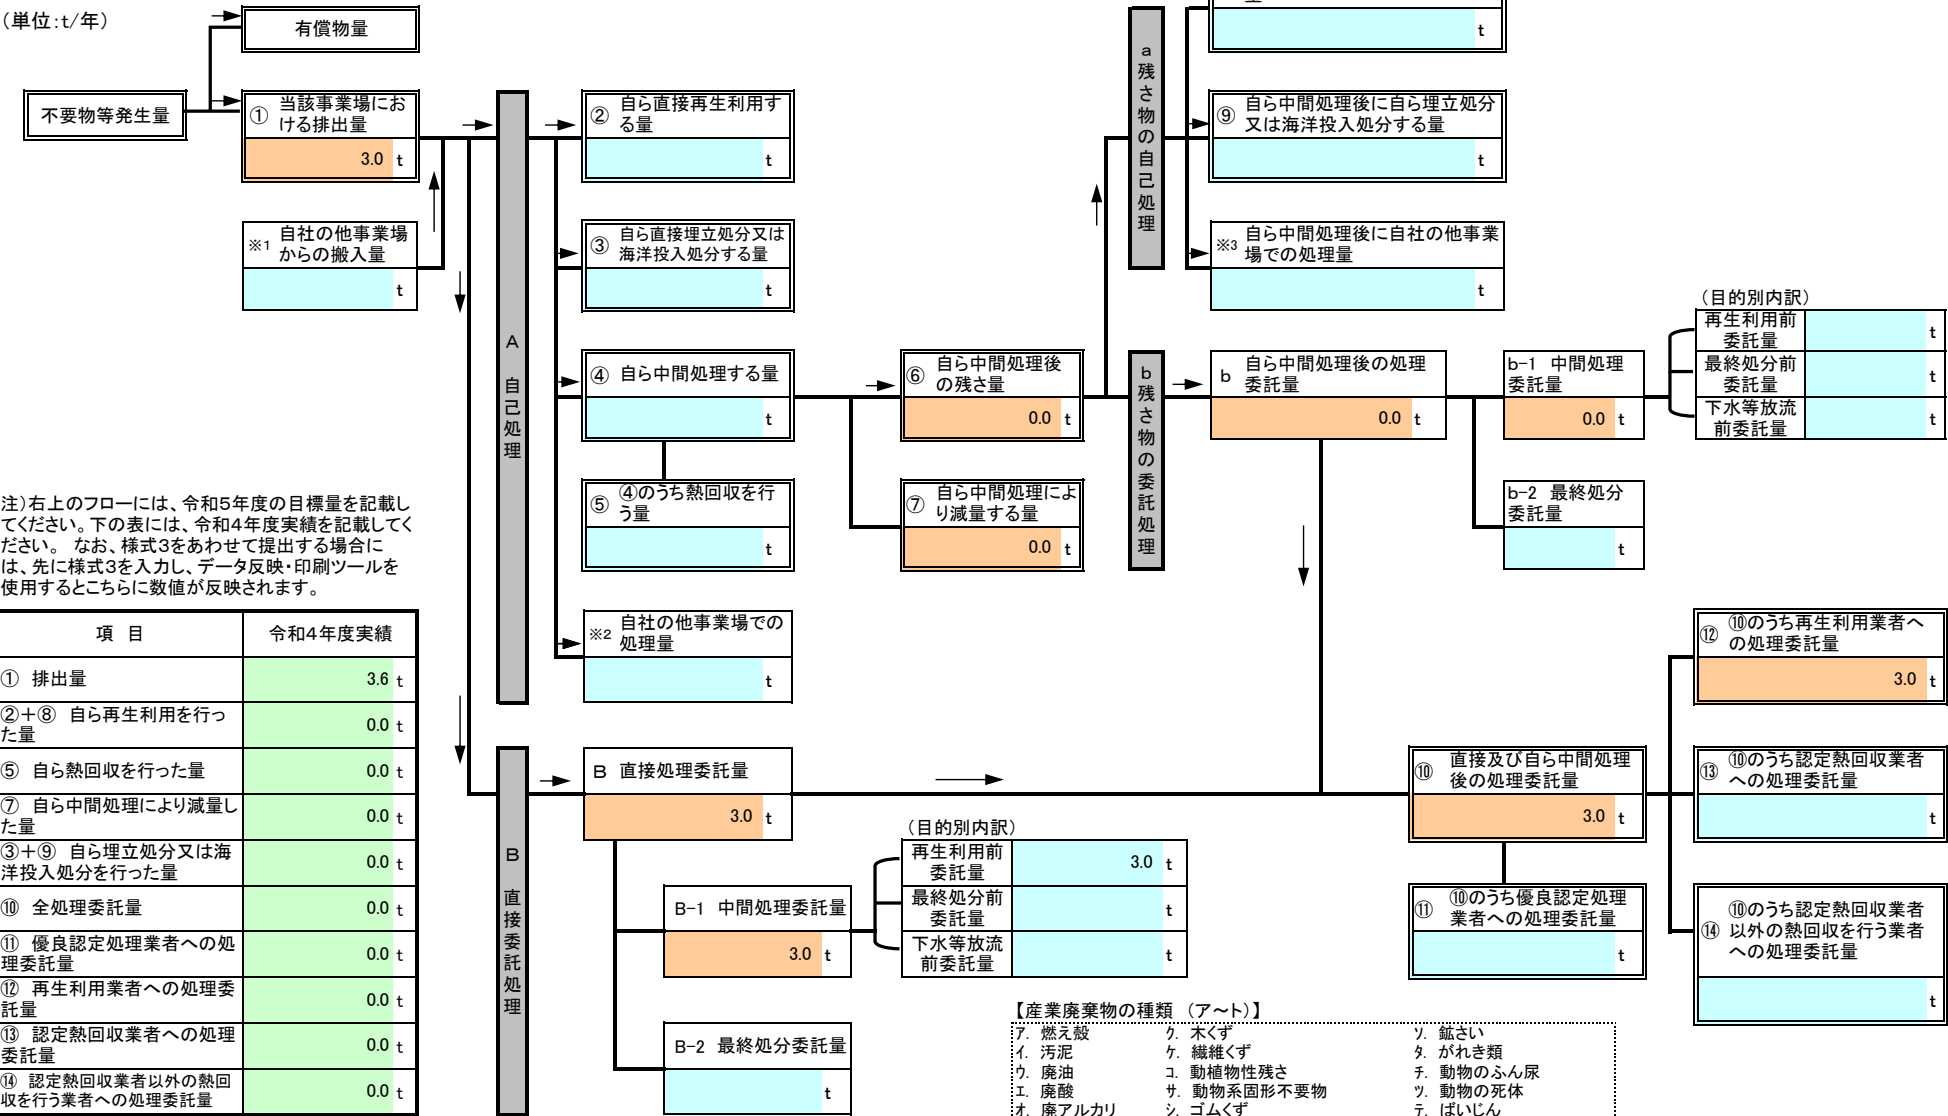 （単位:t/年）
有償物量
不要物等発生量
① 当該事業場にお
ける排出量
3.0 t
※1 自社の他事業場
からの搬入量
t
A 自己処理
② 自ら直接再生利用す
る量
t
③ 自ら直接埋立処分又は
海洋投入処分する量
t
④ 自ら中間処理する量
t
⑤ ④のうち熱回収を行
う量
t
※2 自社の他事業場での
処理量
t
⑥ 自ら中間処理後
の残さ量
0.0 t
⑦ 自ら中間処理によ
り減量する量
0.0 t
a 残さ物の自己処理
t
⑨ 自ら中間処理後に自ら埋立処分
又は海洋投入処分する量
t
※3 自ら中間処理後に自社の他事業
場での処理量
t
b 残さ物の委託処理
b 自ら中間処理後の処理
委託量
0.0 t
b-1 中間処理
委託量
0.0 t
b-2 最終処分
委託量
t
（目的別内訳）
再生利用前
委託量
t
最終処分前
委託量
t
下水等放流
前委託量
t
注）右上のフローには、令和5年度の目標量を記載し
てください。下の表には、令和4年度実績を記載してく
ださい。 なお、様式3をあわせて提出する場合に
は、先に様式3を入力し、データ反映・印刷ツールを
使用するとこちらに数値が反映されます。
項 目 令和4年度実績
① 排出量 3.6 t
②＋⑧ 自ら再生利用を行っ
た量 0.0 t
⑤ 自ら熱回収を行った量 0.0 t
⑦ 自ら中間処理により減量し
た量 0.0 t
③＋⑨ 自ら埋立処分又は海
洋投入処分を行った量 0.0 t
⑩ 全処理委託量 0.0 t
⑪ 優良認定処理業者への処
理委託量 0.0 t
⑫ 再生利用業者への処理委
託量 0.0 t
⑬ 認定熱回収業者への処理
委託量 0.0 t
⑭ 認定熱回収業者以外の熱回
収を行う業者への処理委託量 0.0 t
B 直接委託処理
B 直接処理委託量
3.0 t
B-1 中間処理委託量
3.0 t
B-2 最終処分委託量
t
（目的別内訳）
再生利用前
委託量
3.0 t
最終処分前
委託量
t
下水等放流
前委託量
t
⑩ 直接及び自ら中間処理
後の処理委託量
3.0 t
⑪ ⑩のうち優良認定処理
業者への処理委託量
t
⑫ ⑩のうち再生利用業者へ
の処理委託量
3.0 t
⑬ ⑩のうち認定熱回収業者
への処理委託量
t
⑭ ⑩のうち認定熱回収業者
以外の熱回収を行う業者
への処理委託量
t
【産業廃棄物の種類 （ア～ト）】
ア. 燃え殻 ク. 木くず ソ. 鉱さい
イ. 汚泥 ケ. 繊維くず タ. がれき類
ウ. 廃油 コ. 動植物性残さ チ. 動物のふん尿
エ. 廃酸 サ. 動物系固形不要物 ツ. 動物の死体
オ. 廃アルカリ シ. ゴムくず テ. ばいじん